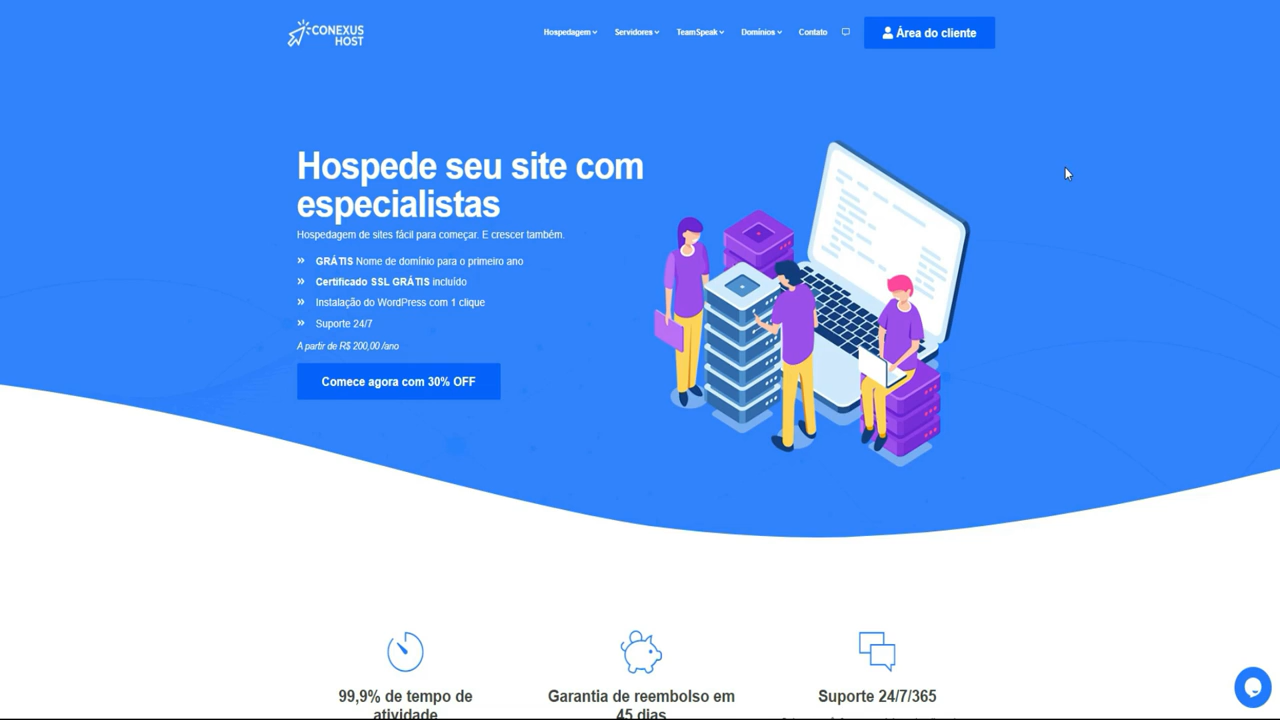 CONEXUS
HOST
Hospedagem
Servidores
TeamSpeak
Domínios
Contato
Área do cliente
Hospede seu site com
especialistas
Hospedagem de sites fácil para começar. E crescer também.
GRÁTIS Nome de domínio para o primeiro ano
Certificado SSL GRÁTIS incluído
Instalação do WordPress com 1 clique
Suporte 24/7
A partir de R$ 200,00 /ano
Comece agora com 30% OFF
99,9% de tempo de
atividade
Garantia de reembolso em
45 dias
Suporte 24/7/365